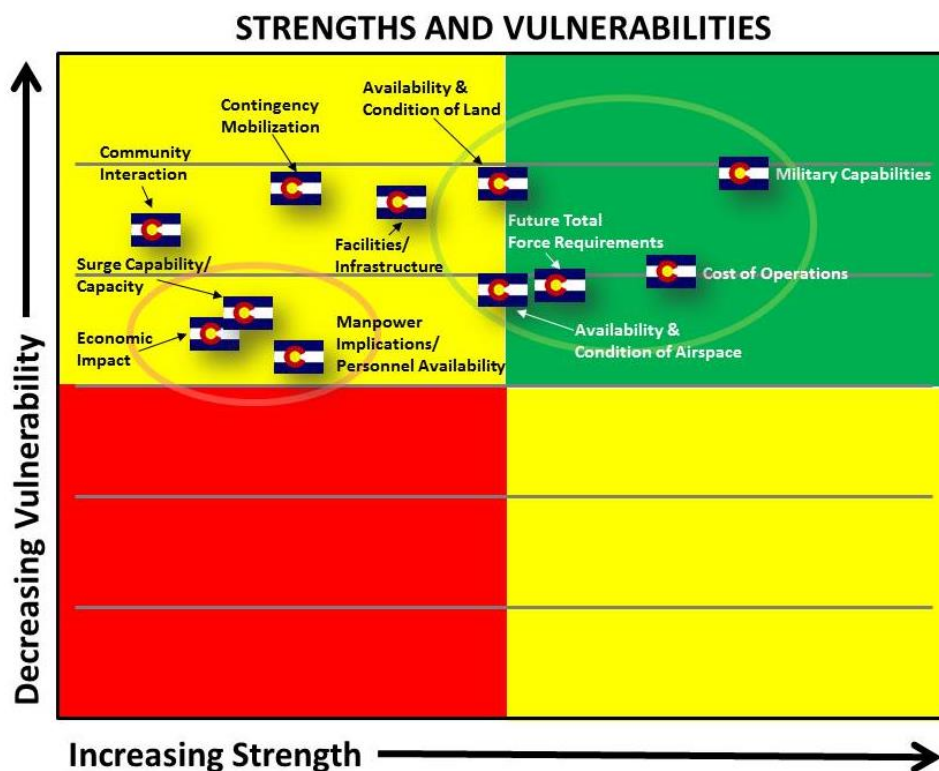 STRENGTHS AND VULNERABILITIES
Availability &
Condition of Land
Contingency
Mobilization
Community
Interaction
Military Capabilities
Future Total
Force Requirements
Facilities/
Infrastructure
Surge Capability/
Capacity
Cost of Operations
Economic
Impact
Manpower
Implications/
Personnel Availability
Availability &
Condition of Airspace
Decreasing Vulnerability
Increasing Strength